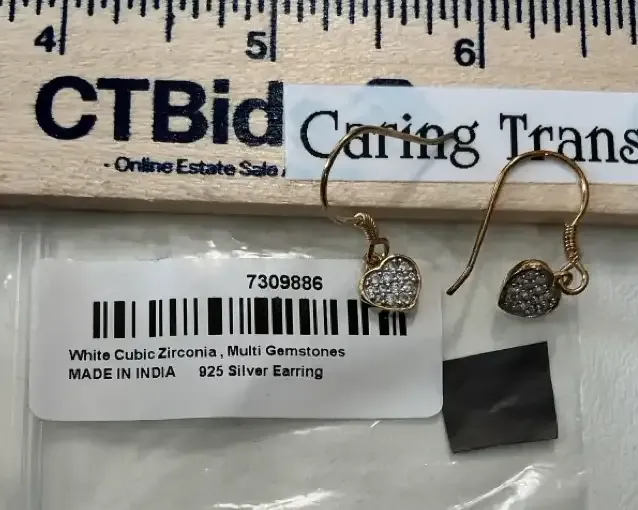 4 5 6
CTBid
Caring Trans
- Online Estate Sale
7309886
White Cubic Zirconia , Multi Gemstones
MADE IN INDIA 925 Silver Earring